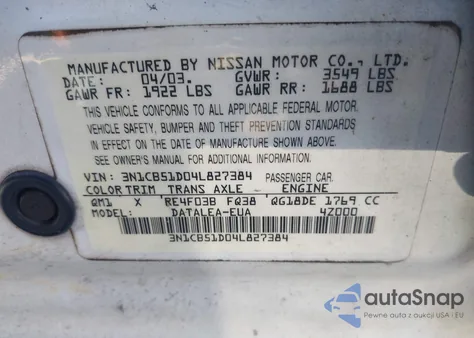 MANUFACTURED BY NISSAN MOTOR CO., LTD.
DATE: 04/03. GVWR: 3549 LBS
GAWR FR: 1922 LBS GAWR RR: 1688 LBS
THIS VEHICLE CONFORMS TO ALL APPLICABLE FEDERAL MOTOR.
VEHICLE SAFETY, BUMPER AND THEFT PREVENTION STANDARDS
IN EFFECT ON THE DATE OF MANUFACTURE SHOWN ABOVE.
SEE OWNER'S MANUAL FOR ADDITIONAL INFORMATION.
VIN: 3N1CB51D04L827384 PASSENGER CAR.
COLOR TRIM TRANS AXLE ENGINE
QM1 X RE4F03B FQ38 QG18DE 1769 CC
MODEL: DATALEA-EUA 4Z000
3N1CB51D04L827384
autoSnap
Pewne auta z aukcji USA i EU